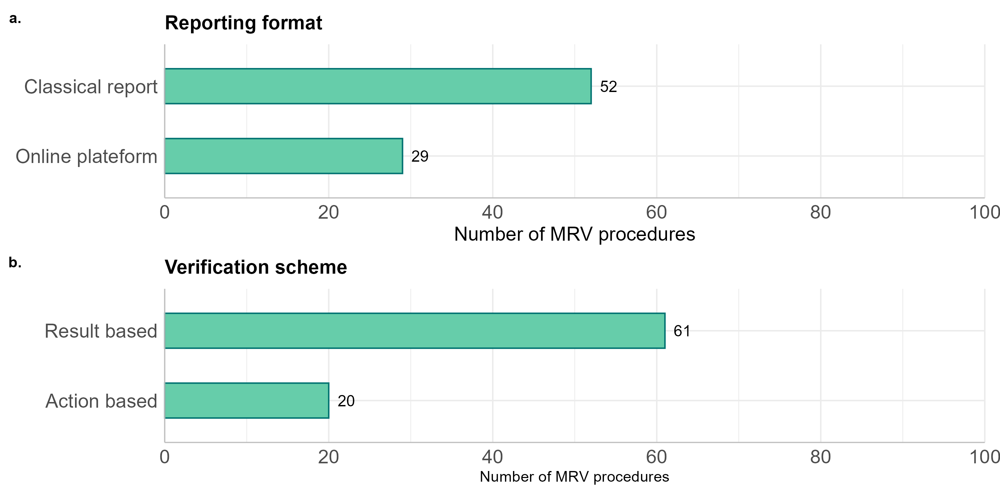 a.
Reporting format
Classical report
52
Online plateform
29
0 20 40 60 80 100
Number of MRV procedures
b.
Verification scheme
Result based
61
Action based
20
0 20 40 60 80 100
Number of MRV procedures